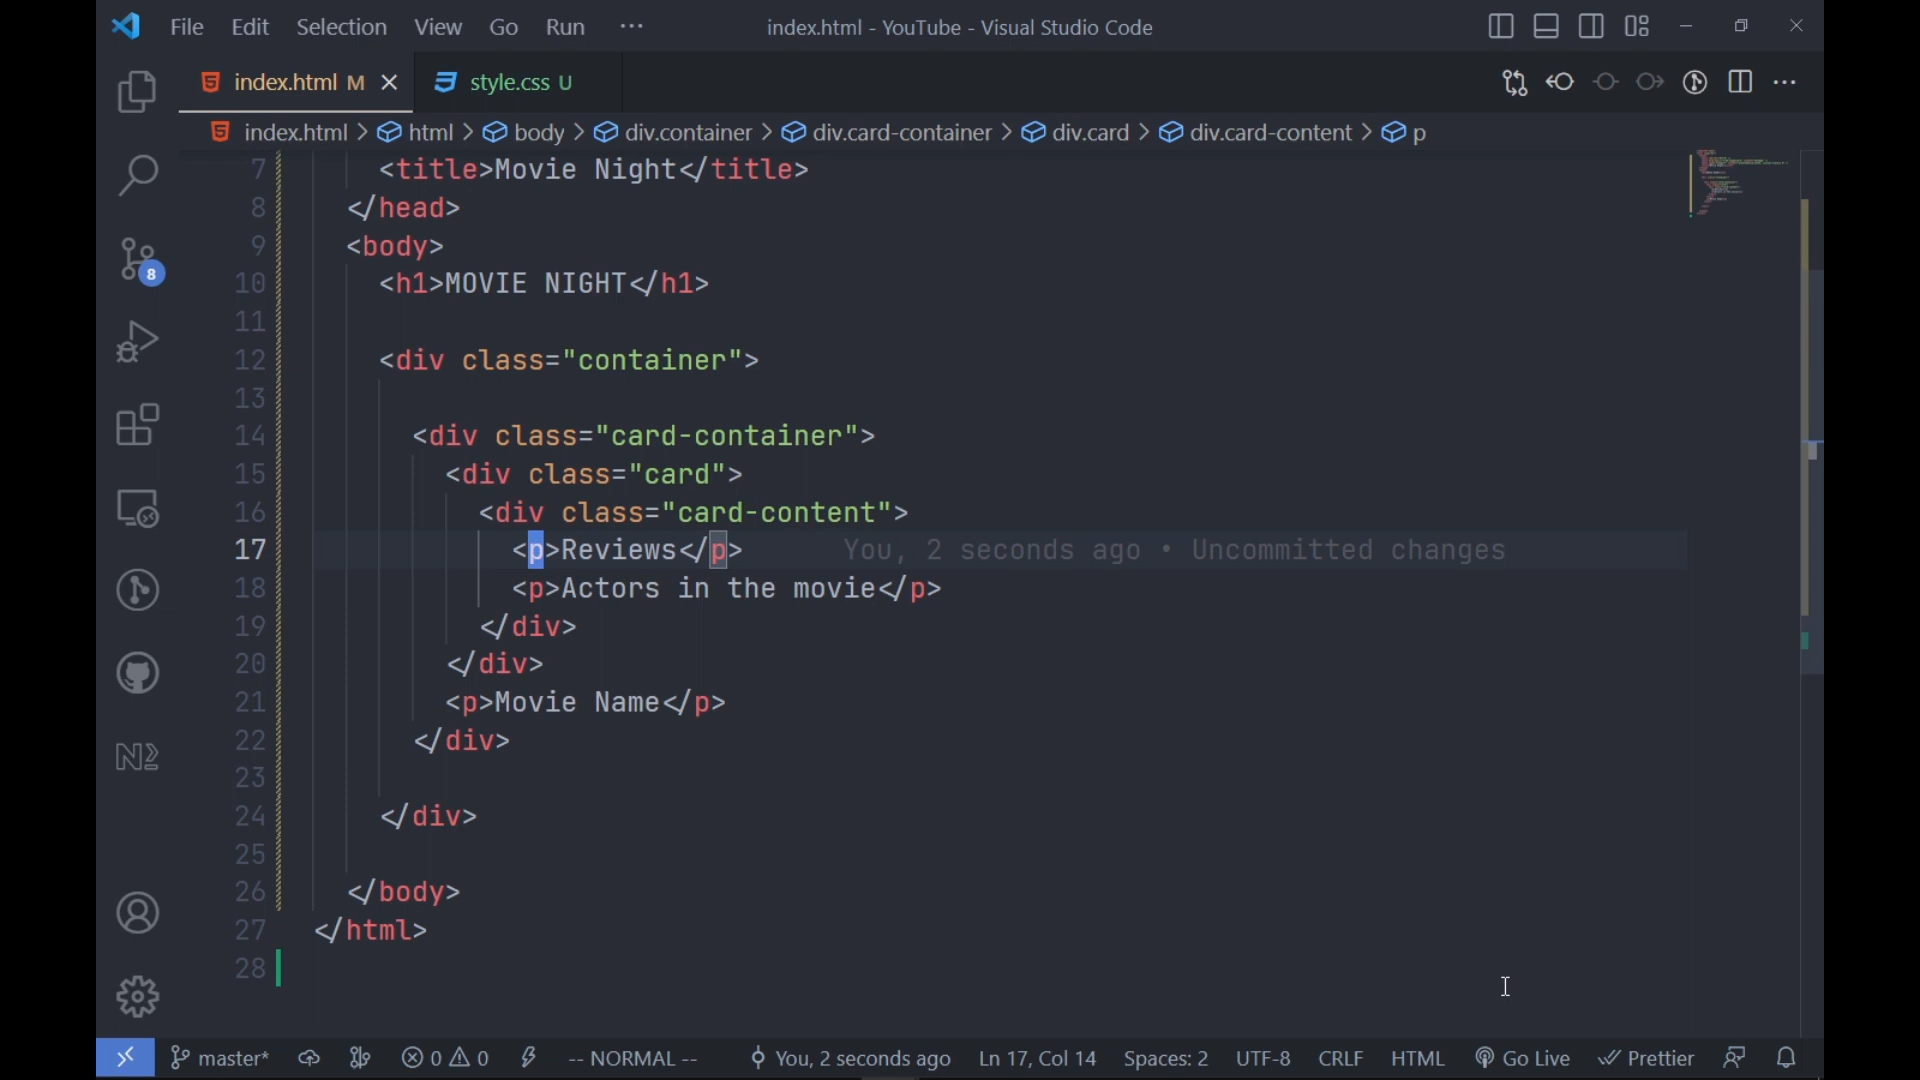 File Edit Selection View Go Run ··· index.html - YouTube - Visual Studio Code
index.html M style.css U
index.html > html > body > div.container > div.card-container > div.card > div.card-content > p
7 <title>Movie Night</title>
8 </head>
9 <body>
10 <h1>MOVIE NIGHT</h1>
11
12 <div class="container">
13
14 <div class="card-container">
15 <div class="card">
16 <div class="card-content">
17 <p>Reviews</p> You, 2 seconds ago • Uncommitted changes
18 <p>Actors in the movie</p>
19 </div>
20 </div>
21 <p>Movie Name</p>
22 </div>
23
24 </div>
25
26 </body>
27 </html>
28
8
master* 0 0 -- NORMAL -- You, 2 seconds ago Ln 17, Col 14 Spaces: 2 UTF-8 CRLF HTML Go Live Prettier